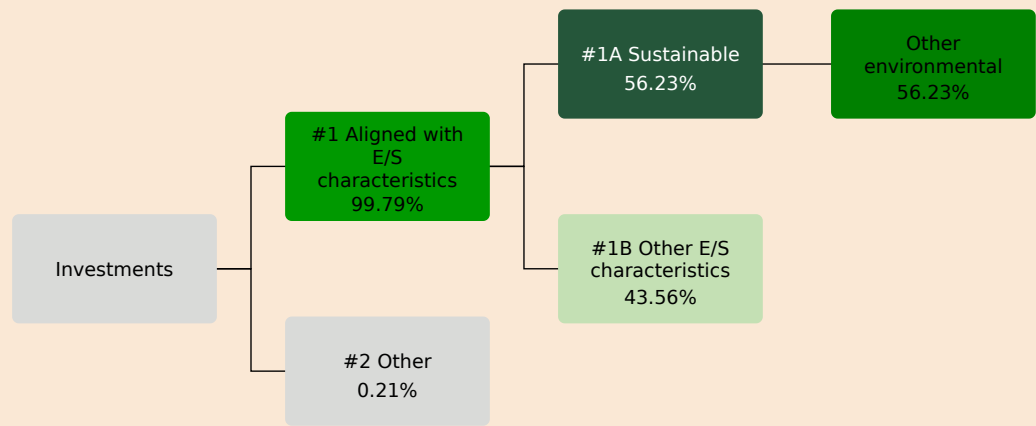 Investments
#1 Aligned with
E/S
characteristics
99.79%
#2 Other
0.21%
#1A Sustainable
56.23%
#1B Other E/S
characteristics
43.56%
Other
environmental
56.23%